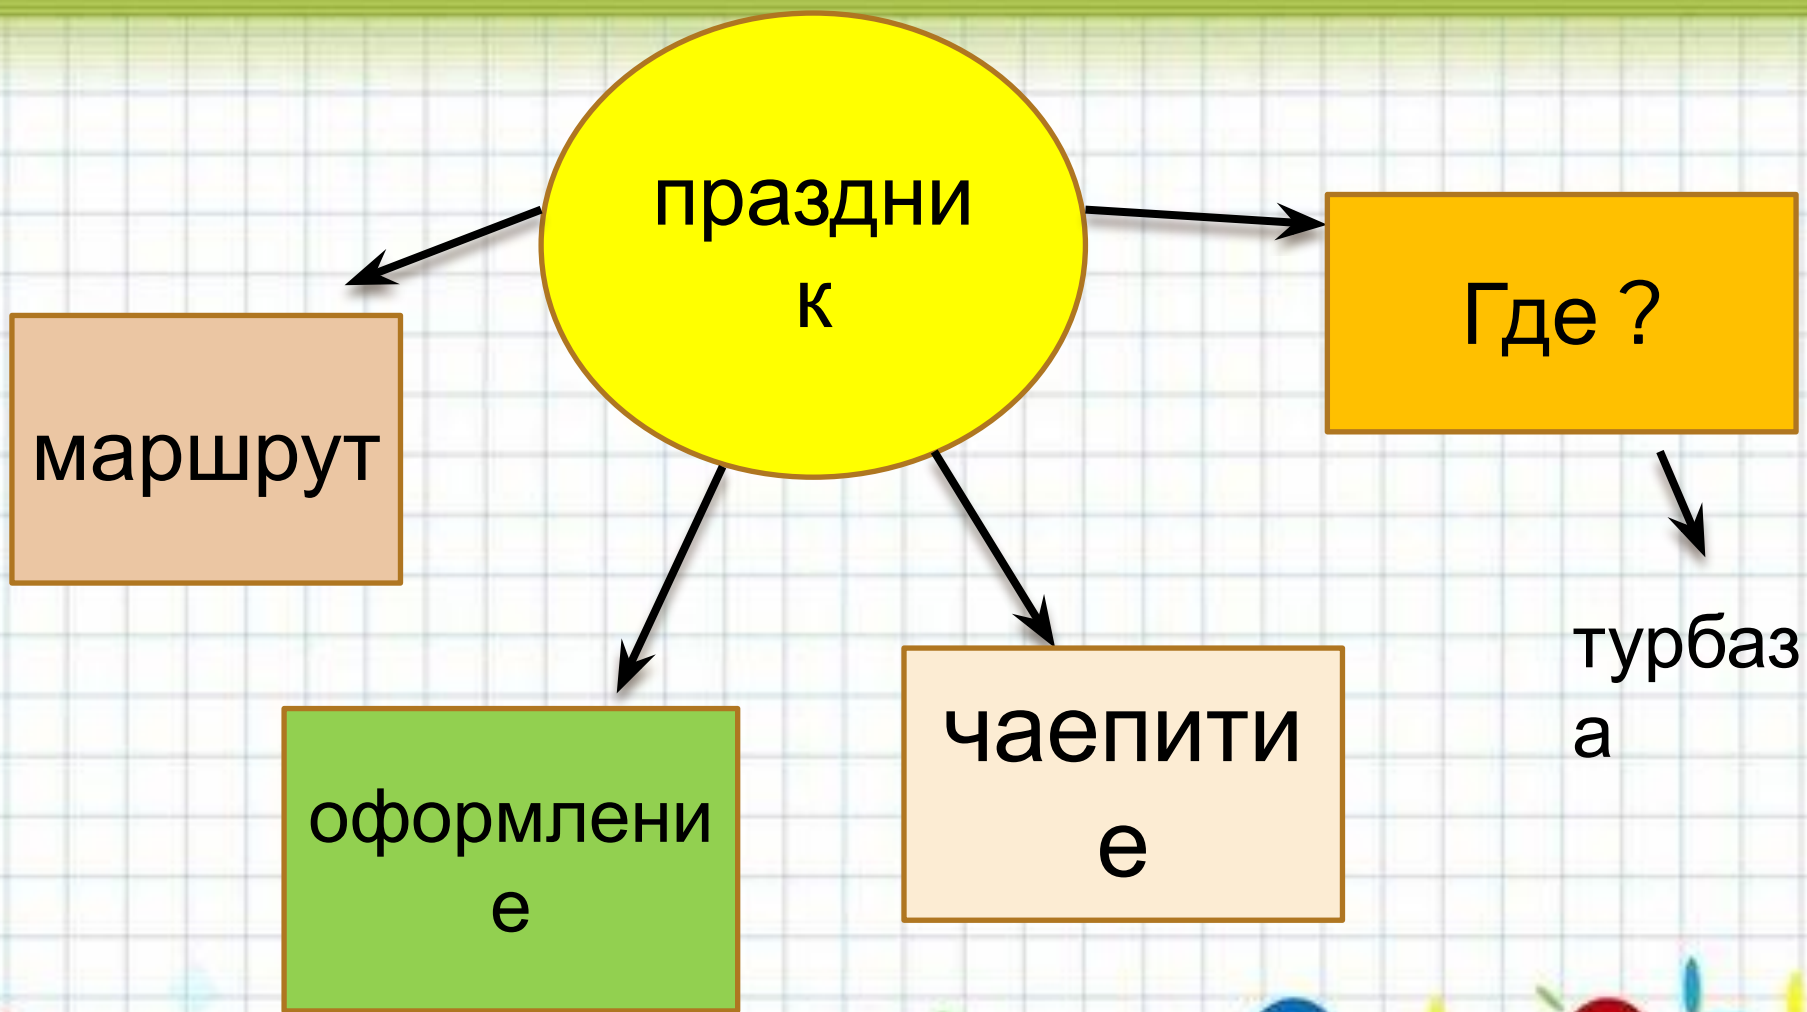 праздни
к
Где ?
маршрут
турбаз
а
чаепити
е
оформлени
е